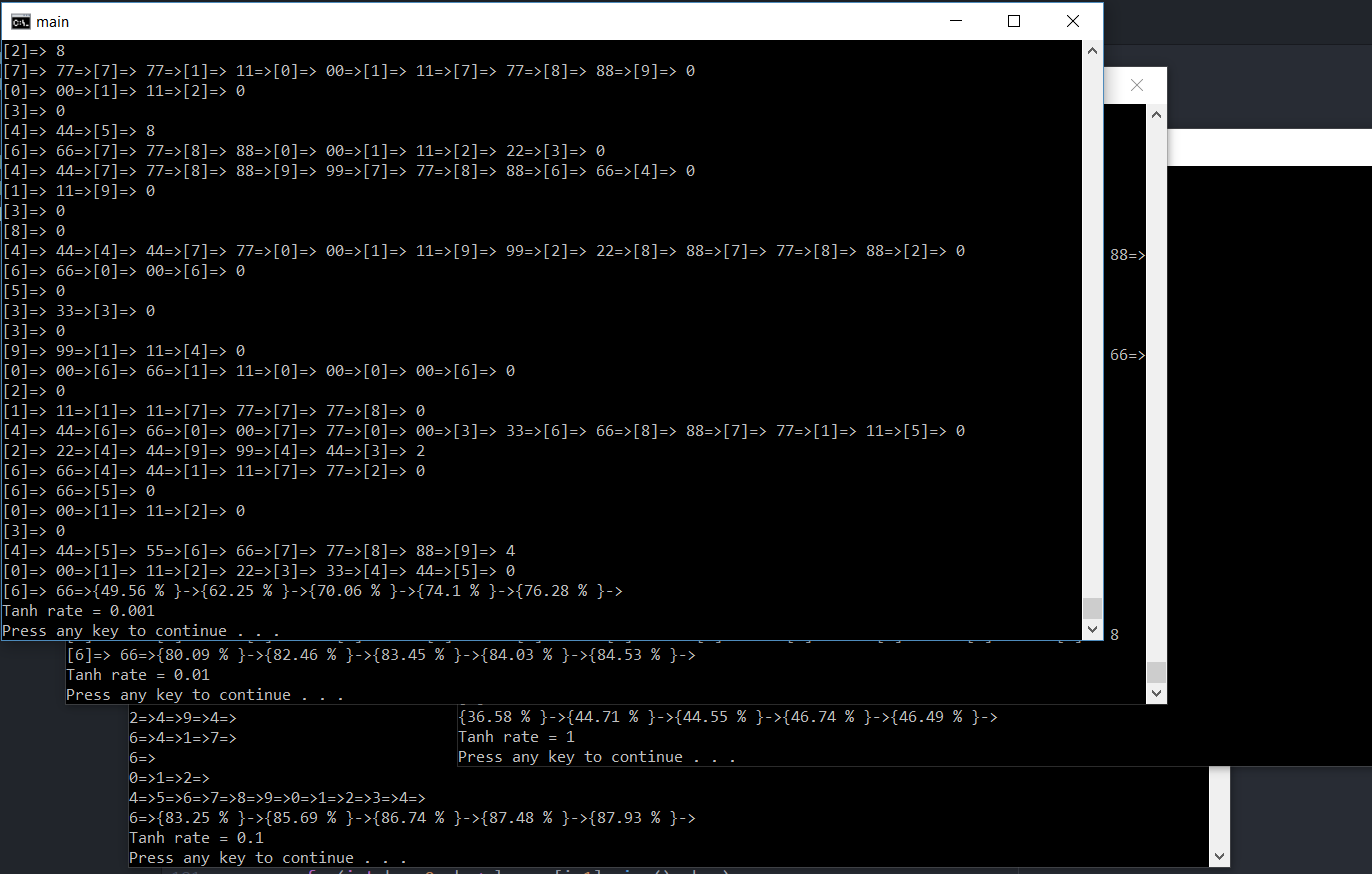 main
[2]=> 8
[7]=> 77=>[7]=> 77=>[1]=> 11=>[0]=> 00=>[1]=> 11=>[7]=> 77=>[8]=> 88=>[9]=> 0
[0]=> 00=>[1]=> 11=>[2]=> 0
[3]=> 0
[4]=> 44=>[5]=> 8
[6]=> 66=>[7]=> 77=>[8]=> 88=>[0]=> 00=>[1]=> 11=>[2]=> 22=>[3]=> 0
[4]=> 44=>[7]=> 77=>[8]=> 88=>[9]=> 99=>[7]=> 77=>[8]=> 88=>[6]=> 66=>[4]=> 0
[1]=> 11=>[9]=> 0
[3]=> 0
[8]=> 0
[4]=> 44=>[4]=> 44=>[7]=> 77=>[0]=> 00=>[1]=> 11=>[9]=> 99=>[2]=> 22=>[8]=> 88=>[7]=> 77=>[8]=> 88=>[2]=> 0
[6]=> 66=>[0]=> 00=>[6]=> 0
[5]=> 0
[3]=> 33=>[3]=> 0
[3]=> 0
[9]=> 99=>[1]=> 11=>[4]=> 0
[0]=> 00=>[6]=> 66=>[1]=> 11=>[0]=> 00=>[0]=> 00=>[6]=> 0
[2]=> 0
[1]=> 11=>[1]=> 11=>[7]=> 77=>[7]=> 77=>[8]=> 0
[4]=> 44=>[6]=> 66=>[0]=> 00=>[7]=> 77=>[0]=> 00=>[3]=> 33=>[6]=> 66=>[8]=> 88=>[7]=> 77=>[1]=> 11=>[5]=> 0
[2]=> 22=>[4]=> 44=>[9]=> 99=>[4]=> 44=>[3]=> 2
[6]=> 66=>[4]=> 44=>[1]=> 11=>[7]=> 77=>[2]=> 0
[6]=> 66=>[5]=> 0
[0]=> 00=>[1]=> 11=>[2]=> 0
[3]=> 0
[4]=> 44=>[5]=> 55=>[6]=> 66=>[7]=> 77=>[8]=> 88=>[9]=> 4
[0]=> 00=>[1]=> 11=>[2]=> 22=>[3]=> 33=>[4]=> 44=>[5]=> 0
[6]=> 66=>{49.56 % }->{62.25 % }->{70.06 % }->{74.1 % }->{76.28 % }->
Tanh rate = 0.001
Press any key to continue . . .
88=>
66=>
8
[6]=> 66=>{80.09 % }->{82.46 % }->{83.45 % }->{84.03 % }->{84.53 % }->
Tanh rate = 0.01
Press any key to continue . . .
{36.58 % }->{44.71 % }->{44.55 % }->{46.74 % }->{46.49 % }->
Tanh rate = 1
Press any key to continue . . .
2=>4=>9=>4=>
6=>4=>1=>7=>
6=>
0=>1=>2=>
4=>5=>6=>7=>8=>9=>0=>1=>2=>3=>4=>
6=>{83.25 % }->{85.69 % }->{86.74 % }->{87.48 % }->{87.93 % }->
Tanh rate = 0.1
Press any key to continue . . .